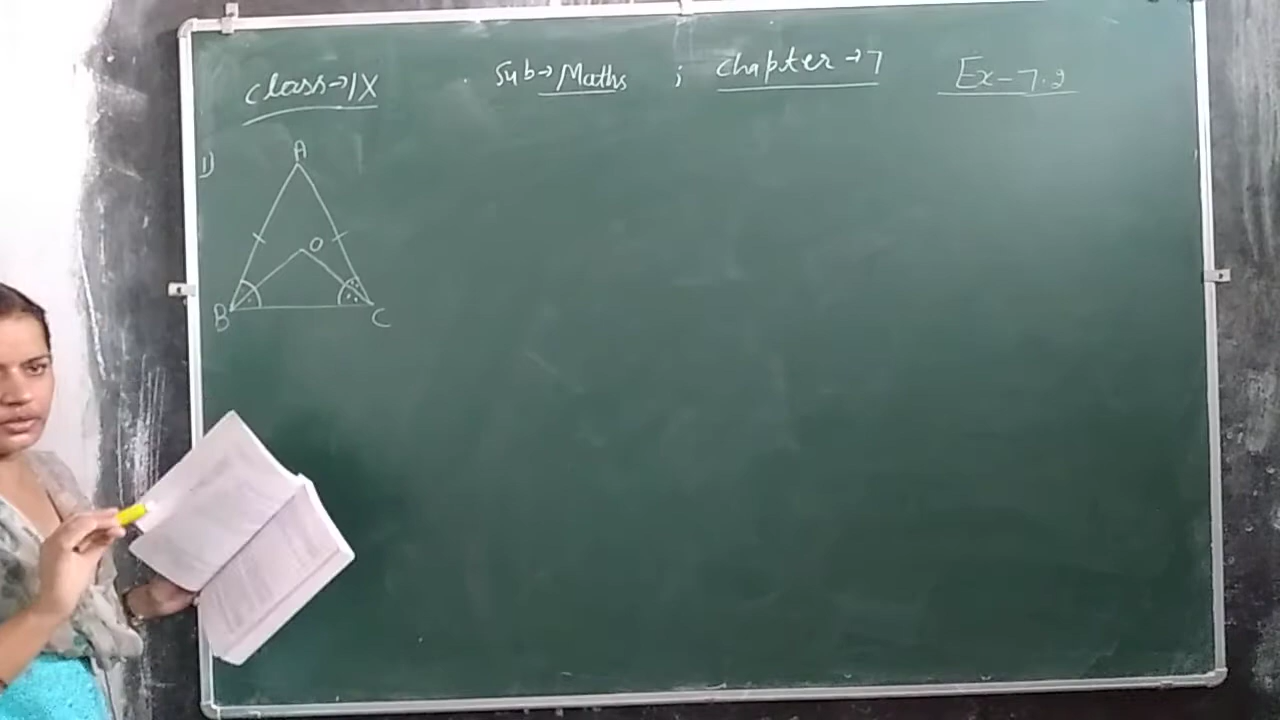 class→IX Sub→Maths ; Chapter→7 Ex-7.2
1)
A
O
B C